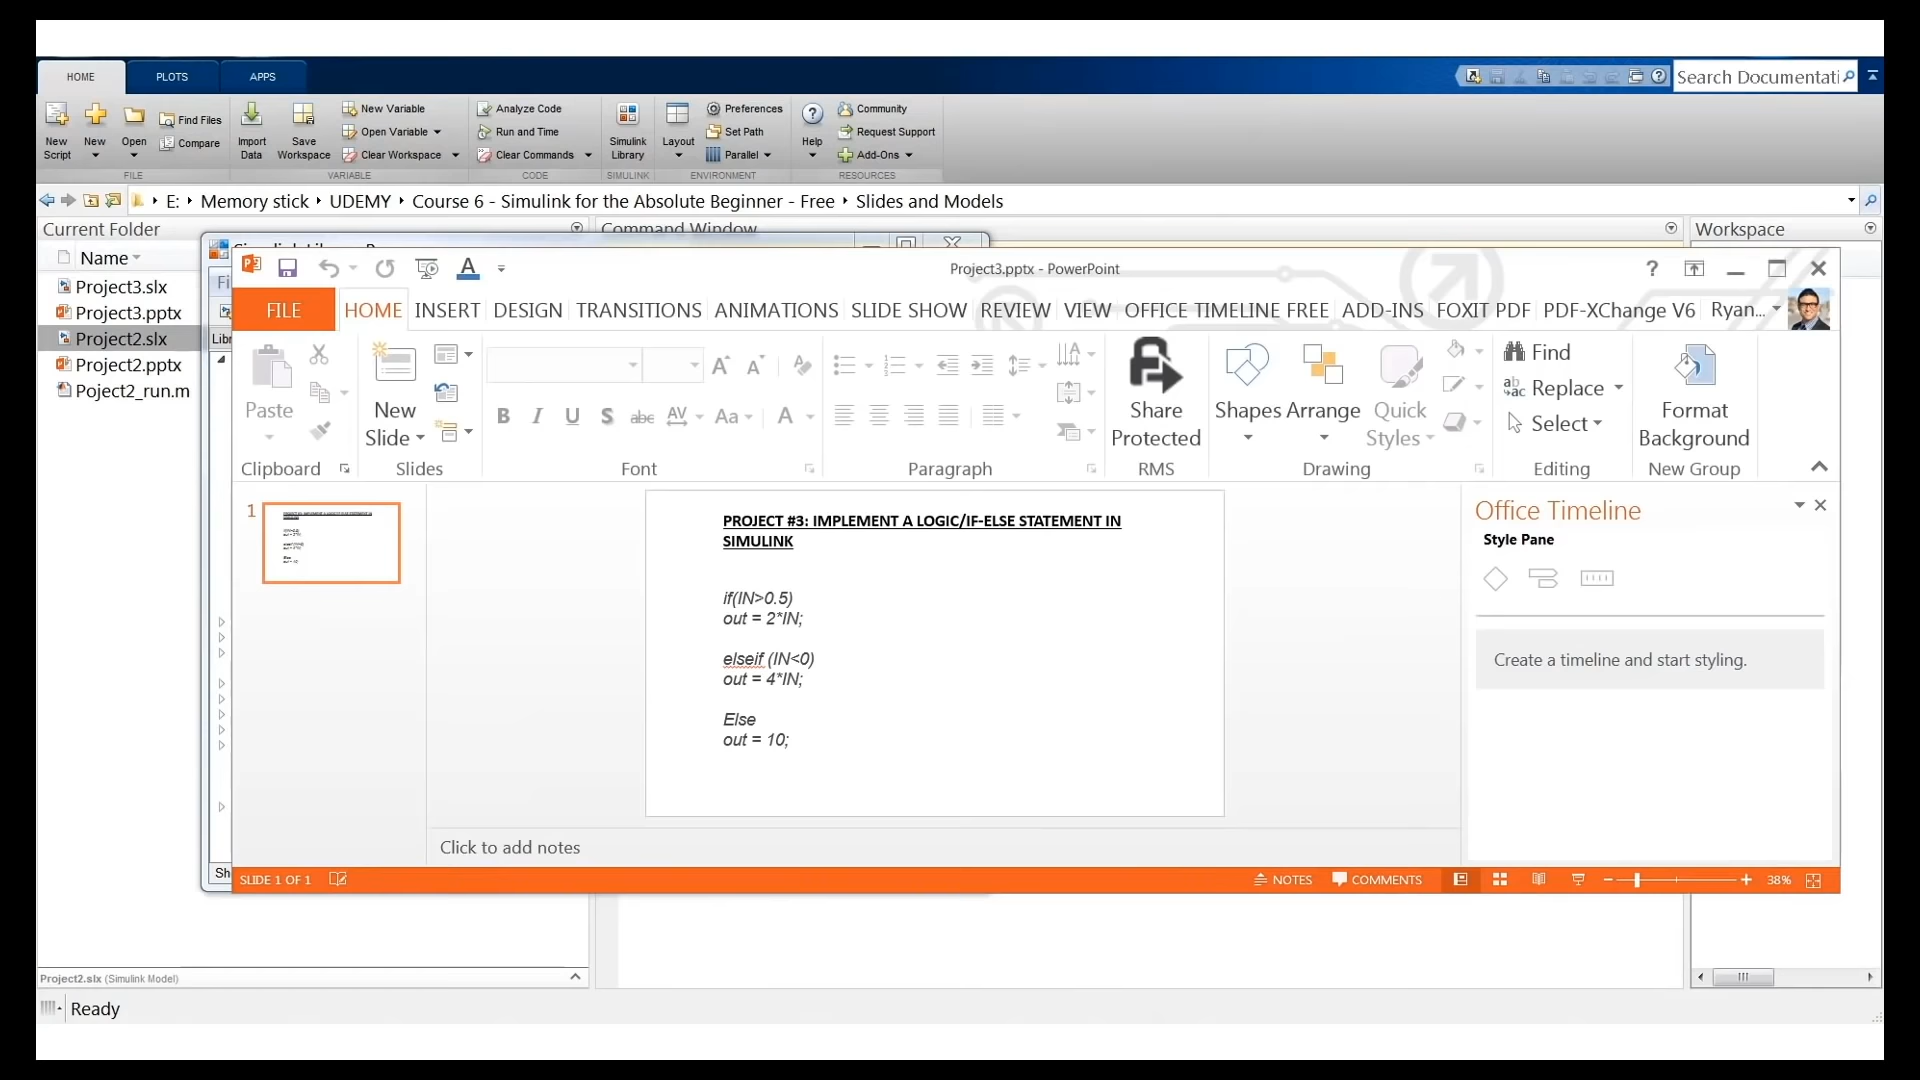 HOME PLOTS APPS
Search Documentati
New Script
New
Open
Find Files
Compare
FILE
Import Data
Save Workspace
New Variable
Open Variable
Clear Workspace
VARIABLE
Analyze Code
Run and Time
Clear Commands
CODE
Simulink Library
SIMULINK
Layout
Preferences
Set Path
Parallel
ENVIRONMENT
Help
Community
Request Support
Add-Ons
RESOURCES
E: Memory stick UDEMY Course 6 - Simulink for the Absolute Beginner - Free Slides and Models
Current Folder
Command Window
Workspace
Name
Project3.slx
Project3.pptx
Project2.slx
Project2.pptx
Poject2_run.m
Project3.pptx - PowerPoint
FILE HOME INSERT DESIGN TRANSITIONS ANIMATIONS SLIDE SHOW REVIEW VIEW OFFICE TIMELINE FREE ADD-INS FOXIT PDF PDF-XChange V6 Ryan...
Paste
Clipboard
New Slide
Slides
Font
Paragraph
Share Protected
RMS
Shapes
Arrange
Quick Styles
Drawing
Find
Replace
Select
Editing
Format Background
New Group
1
PROJECT #3: IMPLEMENT A LOGIC/IF-ELSE STATEMENT IN
SIMULINK
if(IN>0.5)
out = 2*IN;
elseif (IN<0)
out = 4*IN;
Else
out = 10;
Office Timeline
Style Pane
Create a timeline and start styling.
Click to add notes
Sh
SLIDE 1 OF 1
NOTES
COMMENTS
38%
Project2.slx (Simulink Model)
Ready